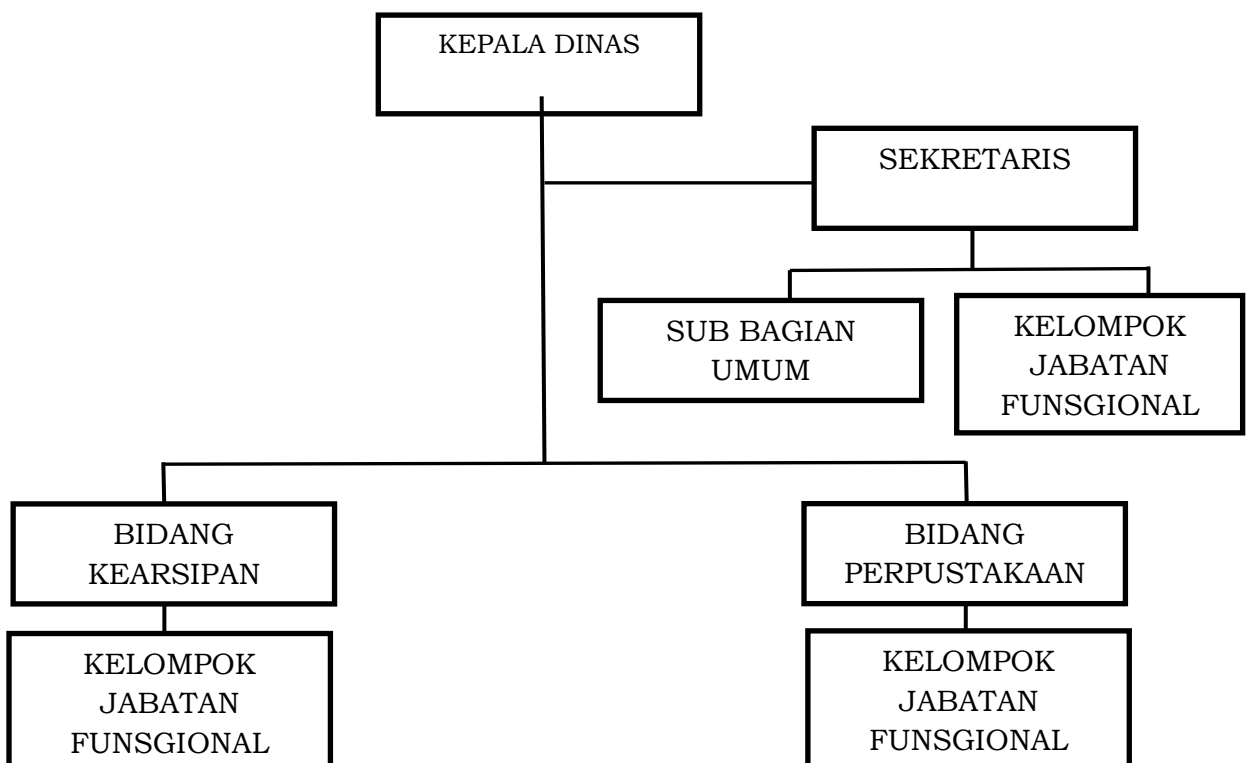 KEPALA DINAS
SEKRETARIS
SUB BAGIAN
UMUM
KELOMPOK
JABATAN
FUNSGIONAL
BIDANG
KEARSIPAN
BIDANG
PERPUSTAKAAN
KELOMPOK
JABATAN
FUNSGIONAL
KELOMPOK
JABATAN
FUNSGIONAL